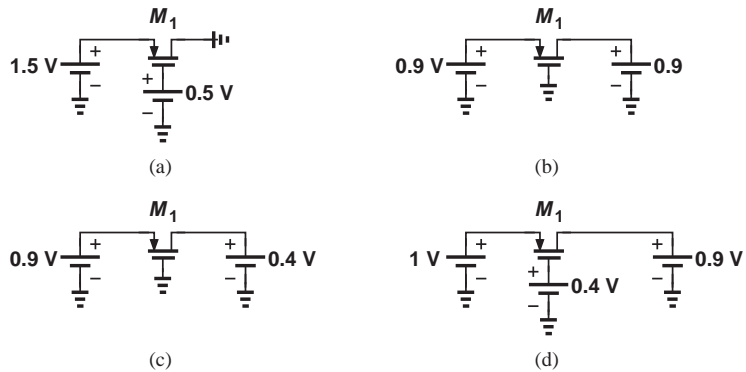 M1
1.5 V
+
−
+
−
0.5 V
(a)
M1
0.9 V
+
−
+
−
0.9
(b)
M1
0.9 V
+
−
+
−
0.4 V
(c)
M1
1 V
+
−
+
−
0.4 V
+
−
0.9 V
(d)